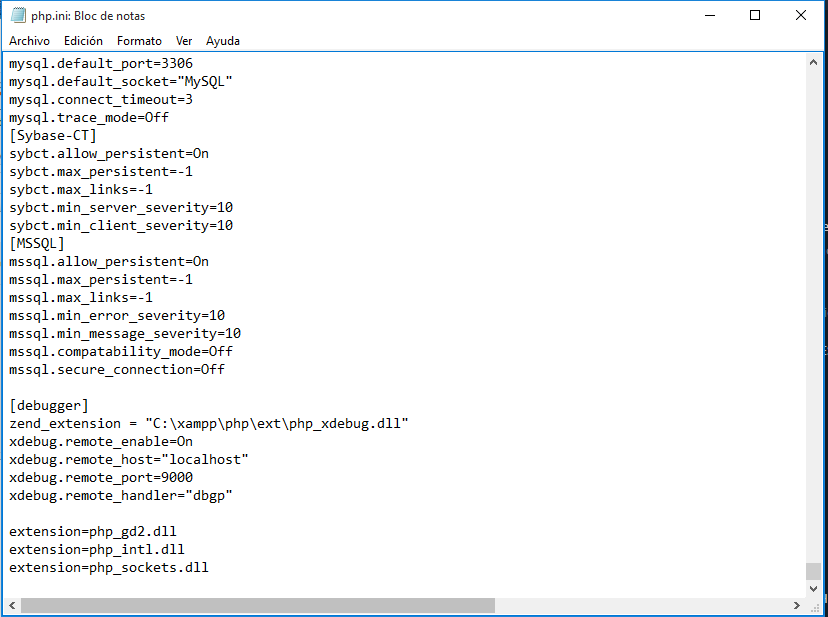 php.ini: Bloc de notas
Archivo Edición Formato Ver Ayuda
mysql.default_port=3306
mysql.default_socket="MySQL"
mysql.connect_timeout=3
mysql.trace_mode=Off
[Sybase-CT]
sybct.allow_persistent=On
sybct.max_persistent=-1
sybct.max_links=-1
sybct.min_server_severity=10
sybct.min_client_severity=10
[MSSQL]
mssql.allow_persistent=On
mssql.max_persistent=-1
mssql.max_links=-1
mssql.min_error_severity=10
mssql.min_message_severity=10
mssql.compatability_mode=Off
mssql.secure_connection=Off

[debugger]
zend_extension = "C:\xampp\php\ext\php_xdebug.dll"
xdebug.remote_enable=On
xdebug.remote_host="localhost"
xdebug.remote_port=9000
xdebug.remote_handler="dbgp"

extension=php_gd2.dll
extension=php_intl.dll
extension=php_sockets.dll